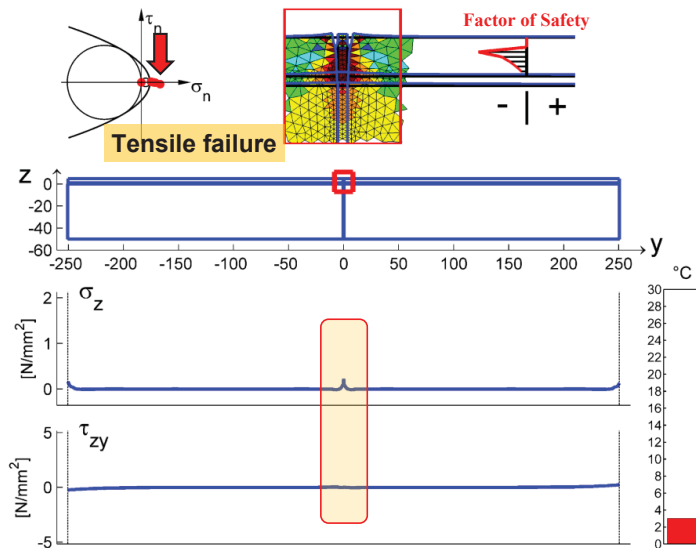 τn
Factor of Safety
σn
- | +
Tensile failure
z
0
-20
-40
-60
-250 -200 -150 -100 -50 0 50 100 150 200 250
y
°C
σz
[N/mm²]
2
1
0
τzy
[N/mm²]
5
0
-5
30
28
26
24
22
20
18
16
14
12
10
8
6
4
2
0